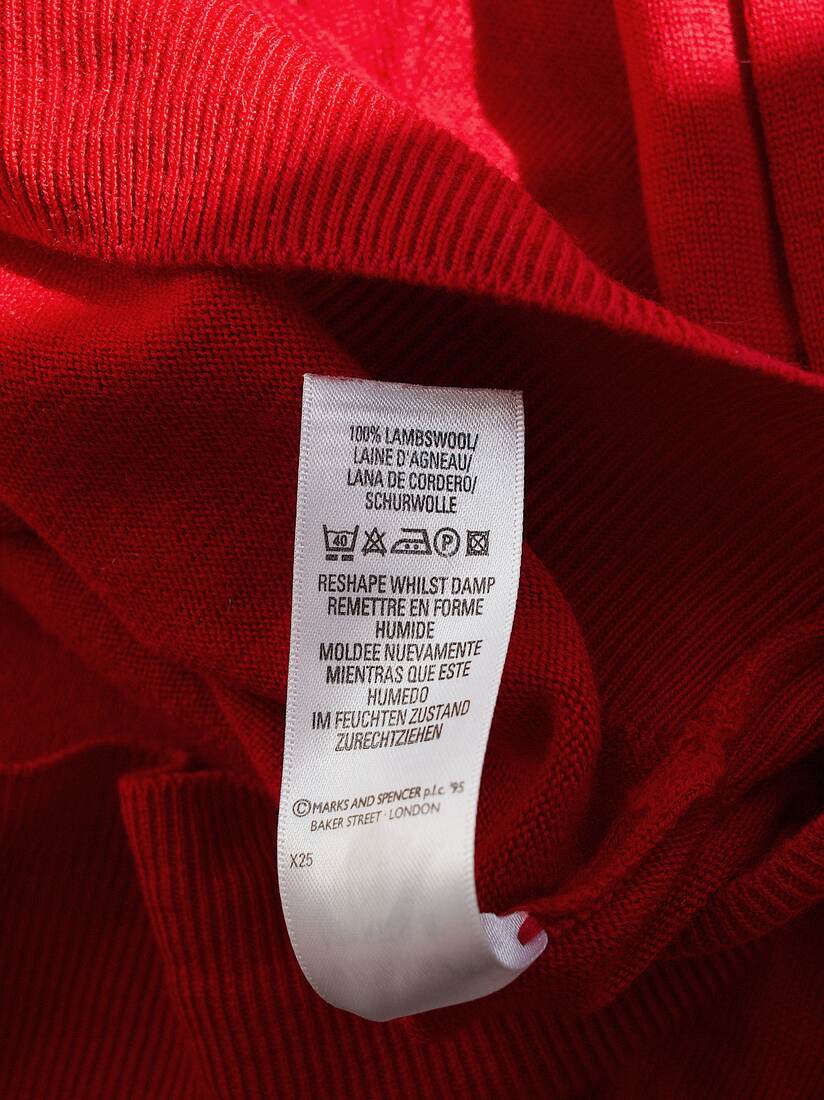 100% LAMBSWOOL/
LAINE D'AGNEAU/
LANA DE CORDERO/
SCHURWOLLE
40 P
RESHAPE WHILST DAMP
REMETTRE EN FORME
HUMIDE
MOLDEE NUEVAMENTE
MIENTRAS QUE ESTE
HUMEDO
IM FEUCHTEN ZUSTAND
ZURECHTZIEHEN
©MARKS AND SPENCER p.l.c. '95
BAKER STREET · LONDON
X25